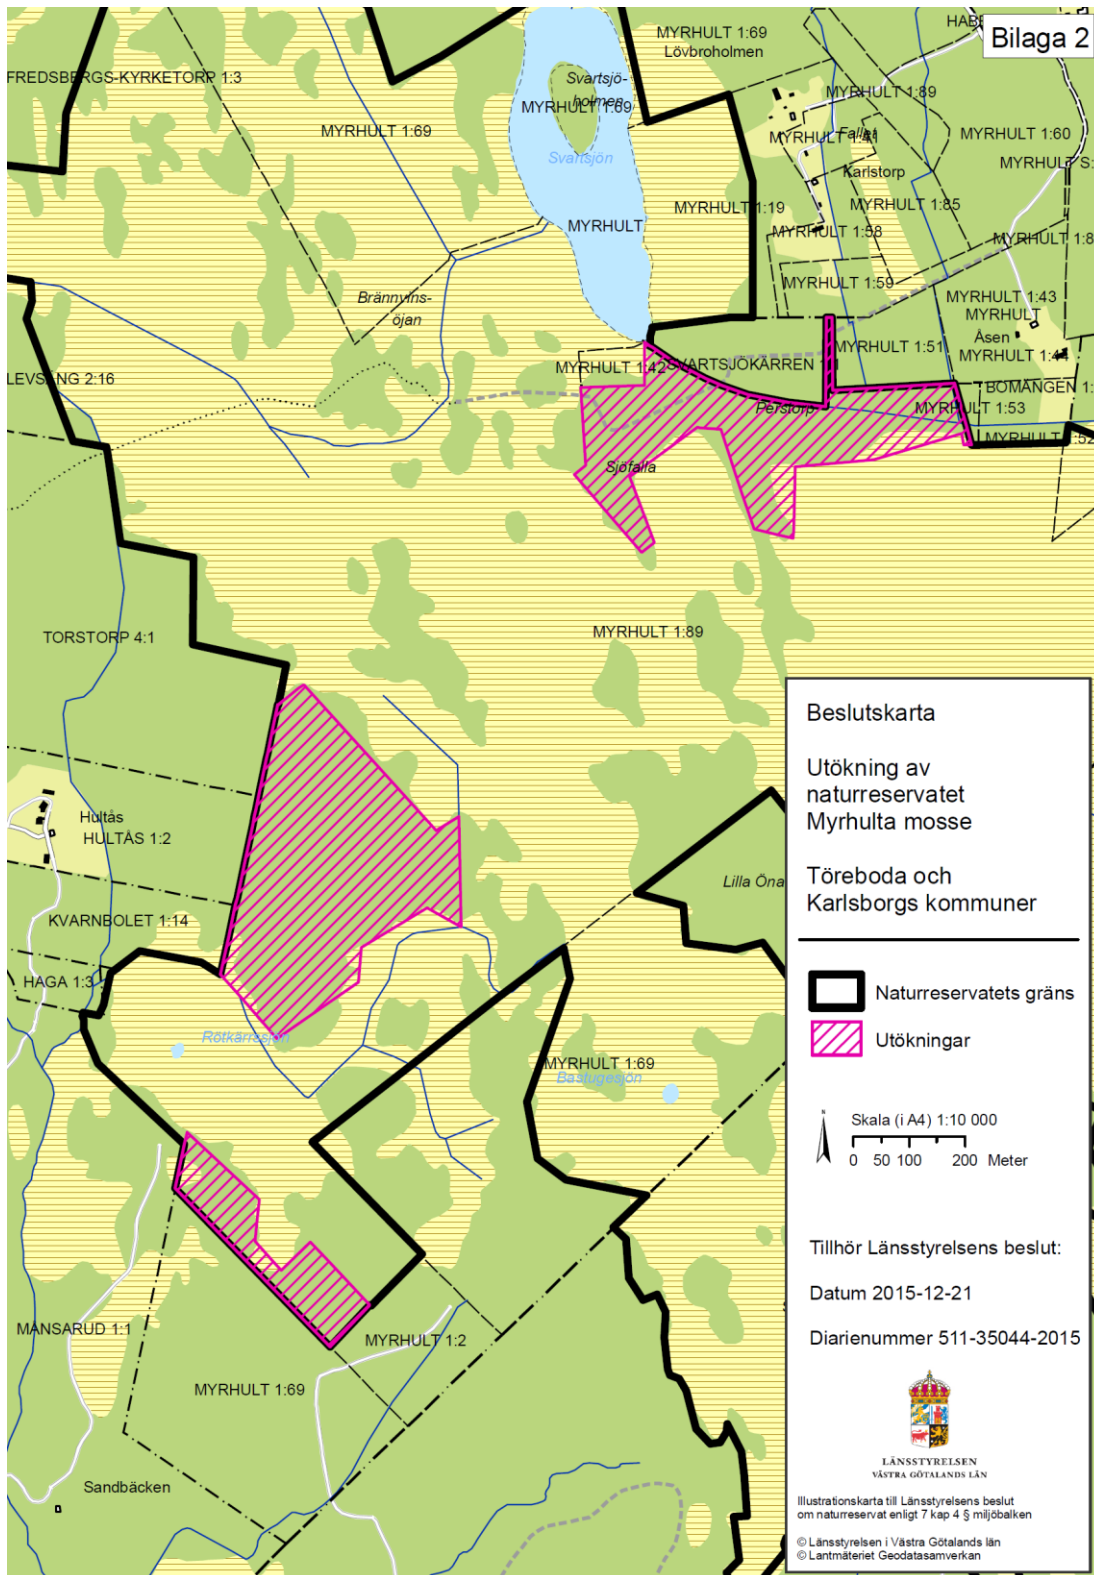 Bilaga 2
MYRHULT 1:69
Lövbroholmen
FREDSBERGS-KYRKETORP 1:3
Svartsjö-
holmen
MYRHULT 1:69
MYRHULT 1:69
Svartsjön
MYRHULT 1:89
MYRHULT 1:41
Fallet
MYRHULT 1:60
Karlstorp
MYRHULT 1:19
MYRHULT 1:85
MYRHULT
MYRHULT 1:58
MYRHULT 1:59
Brännvins-
öjan
MYRHULT 1:43
MYRHULT
Åsen
MYRHULT 1:42
SVARTSJÖKÄRREN 1:1
MYRHULT 1:51
MYRHULT 1:44
Perstorp
MYRHULT 1:53
MYRHULT 1:52
Sjöfalla
MYRHULT 1:89
TORSTORP 4:1
Hultås
HULTÅS 1:2
KVARNBOLET 1:14
HAGA 1:3
Lilla Öna
Rötkärrssjön
MYRHULT 1:69
Bastugesjön
MÅNSARUD 1:1
MYRHULT 1:2
MYRHULT 1:69
Sandbäcken
Beslutskarta
Utökning av
naturreservatet
Myrhulta mosse
Töreboda och
Karlsborgs kommuner
Naturreservatets gräns
Utökningar
N
Skala (i A4) 1:10 000
0 50 100 200 Meter
Tillhör Länsstyrelsens beslut:
Datum 2015-12-21
Diarienummer 511-35044-2015
LÄNSSTYRELSEN
VÄSTRA GÖTALANDS LÄN
Illustrationskarta till Länsstyrelsens beslut
om naturreservat enligt 7 kap 4 § miljöbalken
© Länsstyrelsen i Västra Götalands län
© Lantmäteriet Geodatasamverkan